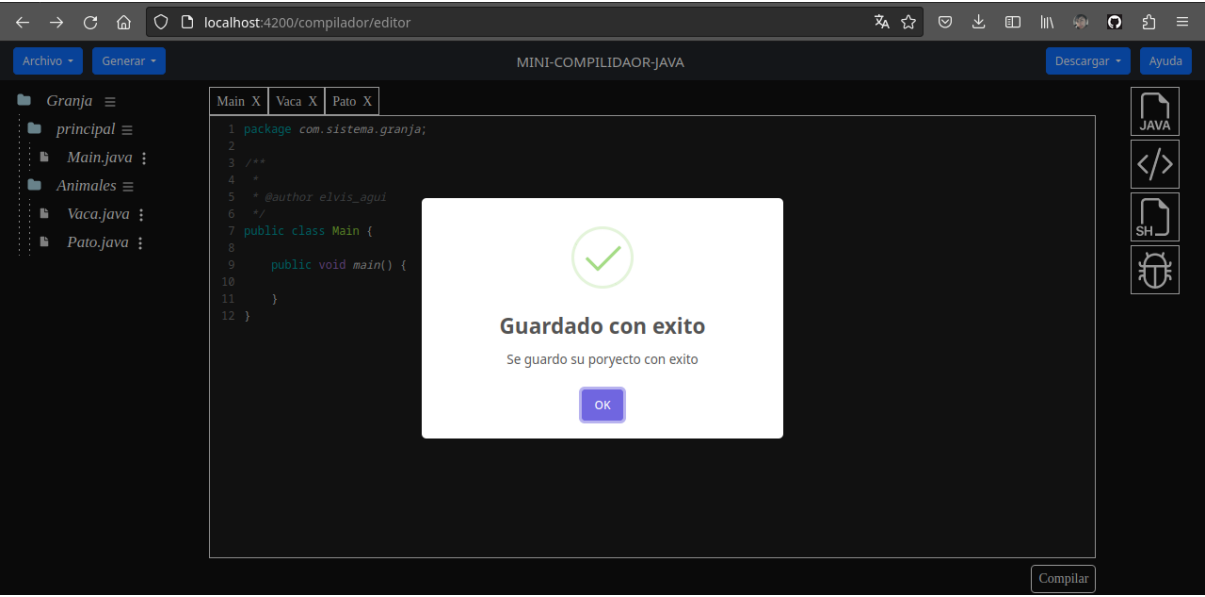 localhost:4200/compilador/editor
Archivo Generar MINI-COMPILIDAOR-JAVA Descargar Ayuda
Granja
principal
Main.java
Animales
Vaca.java
Pato.java
Main X Vaca X Pato X
1 package com.sistema.granja;
2
3 /**
4 *
5 * @author elvis_agui
6 */
7 public class Main {
8
9 public void main() {
10
11 }
12 }
Guardado con exito
Se guardo su poryecto con exito
OK
JAVA
</>
SH
Compilar